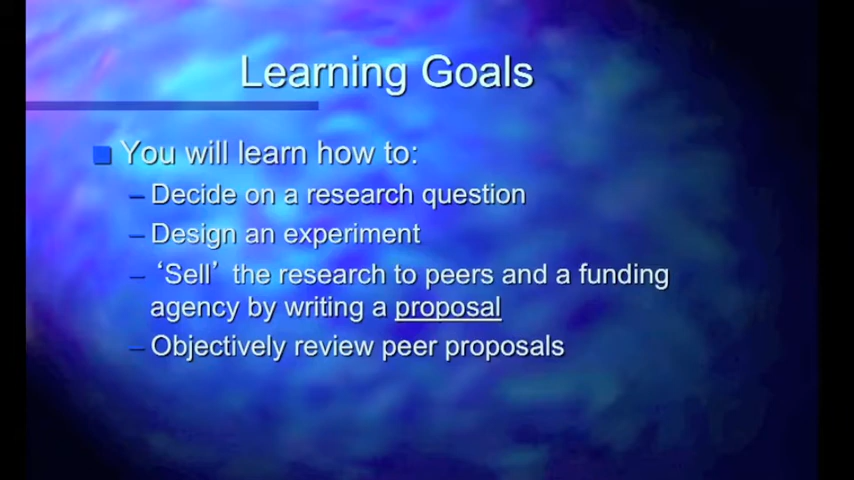 Learning Goals
You will learn how to:
– Decide on a research question
– Design an experiment
– ‘Sell’ the research to peers and a funding
agency by writing a proposal
– Objectively review peer proposals